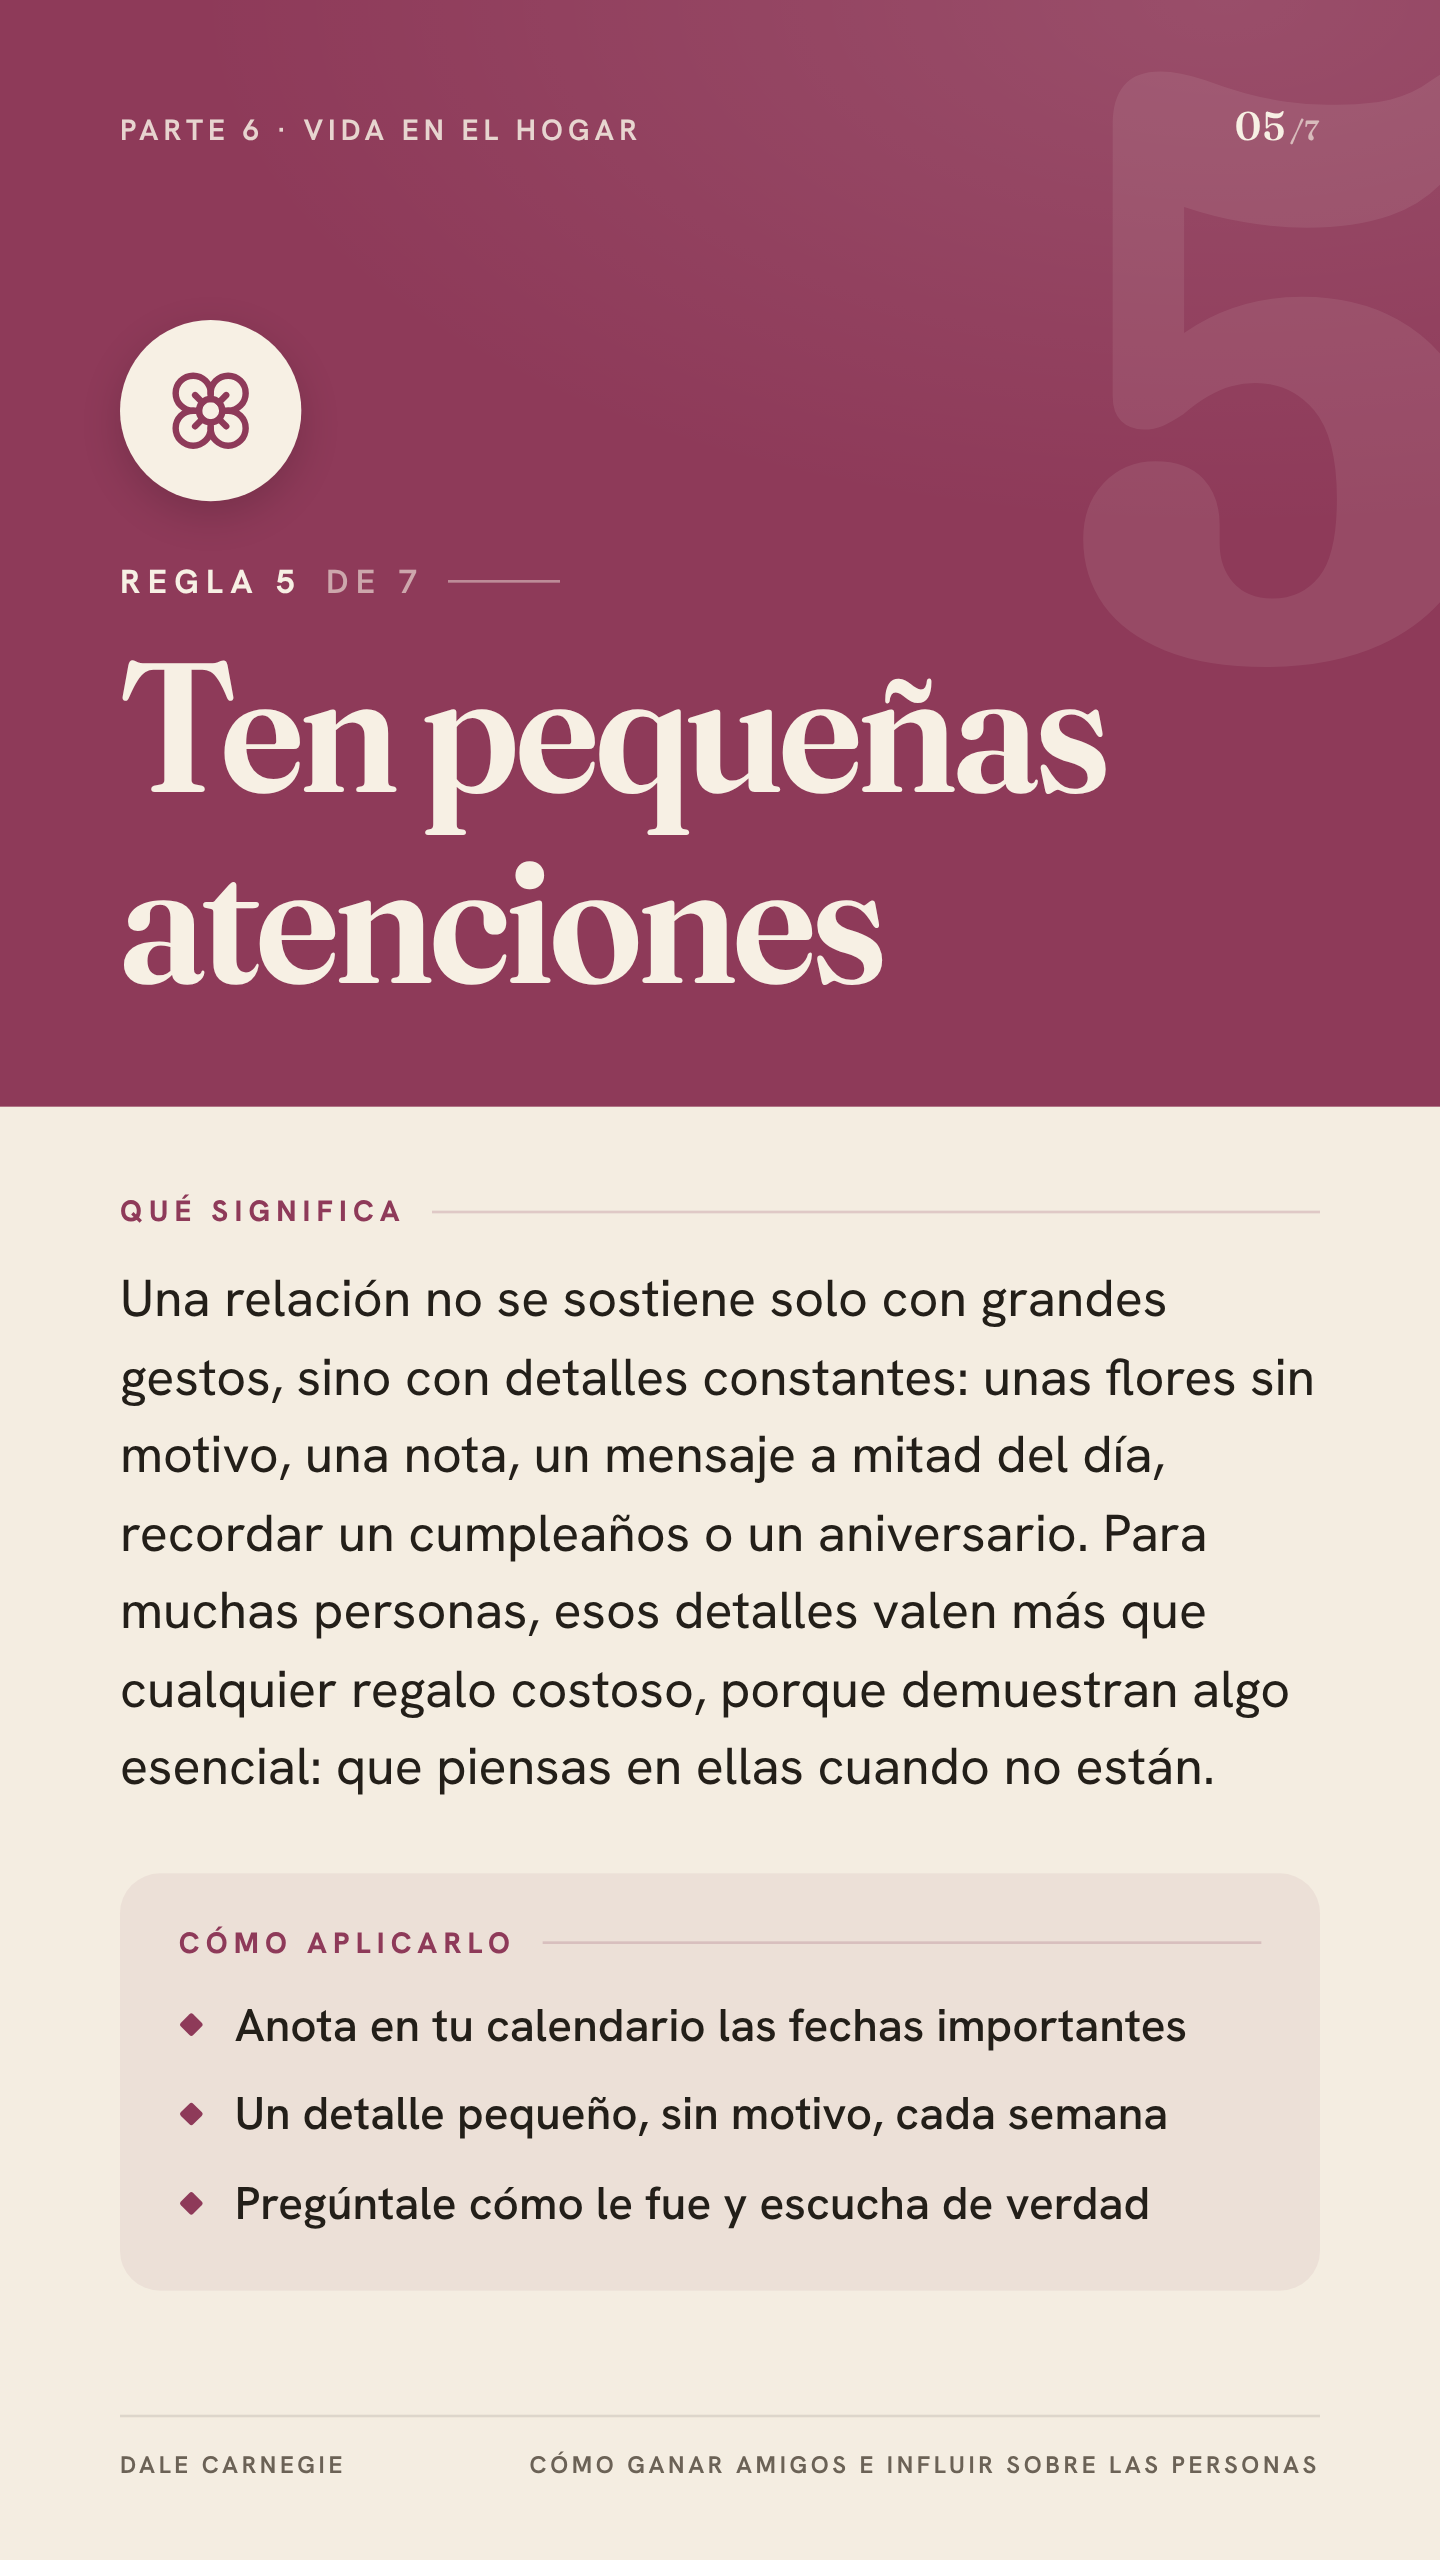 PARTE 6 · VIDA EN EL HOGAR
05/7
5
REGLA 5 DE 7
Ten pequeñas
atenciones
QUÉ SIGNIFICA
Una relación no se sostiene solo con grandes
gestos, sino con detalles constantes: unas flores sin
motivo, una nota, un mensaje a mitad del día,
recordar un cumpleaños o un aniversario. Para
muchas personas, esos detalles valen más que
cualquier regalo costoso, porque demuestran algo
esencial: que piensas en ellas cuando no están.
CÓMO APLICARLO
Anota en tu calendario las fechas importantes
Un detalle pequeño, sin motivo, cada semana
Pregúntale cómo le fue y escucha de verdad
DALE CARNEGIE
CÓMO GANAR AMIGOS E INFLUIR SOBRE LAS PERSONAS